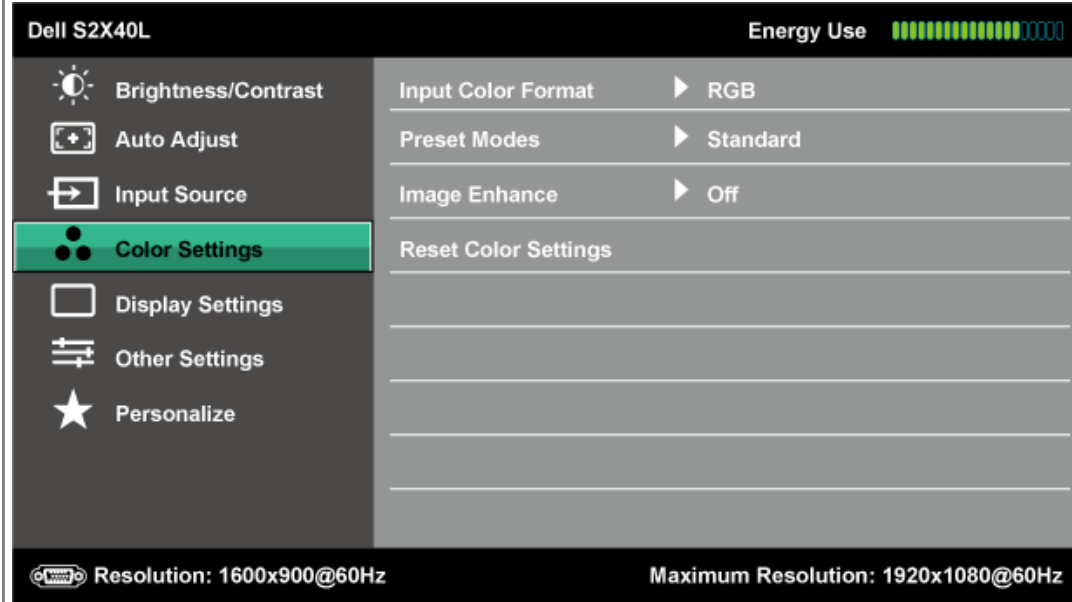 Dell S2X40L Energy Use
Brightness/Contrast Input Color Format RGB
Auto Adjust Preset Modes Standard
Input Source Image Enhance Off
Color Settings Reset Color Settings
Display Settings
Other Settings
Personalize
Resolution: 1600x900@60Hz Maximum Resolution: 1920x1080@60Hz